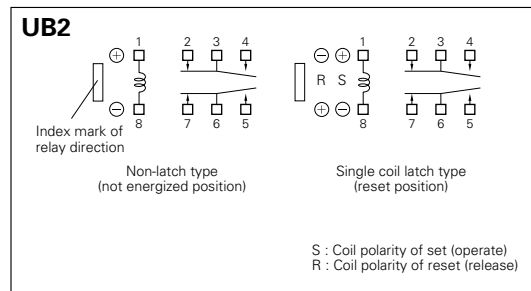 UB2
⊕ 1 2 3 4 ⊖ ⊕ 1 2 3 4
R S
⊖ 8 7 6 5 ⊕ ⊖ 8 7 6 5
Index mark of
relay direction
Non-latch type
(not energized position)
Single coil latch type
(reset position)
S : Coil polarity of set (operate)
R : Coil polarity of reset (release)